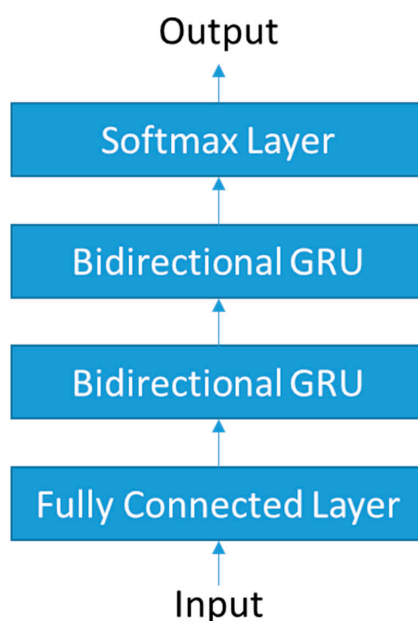 Output
Softmax Layer
Bidirectional GRU
Bidirectional GRU
Fully Connected Layer
Input